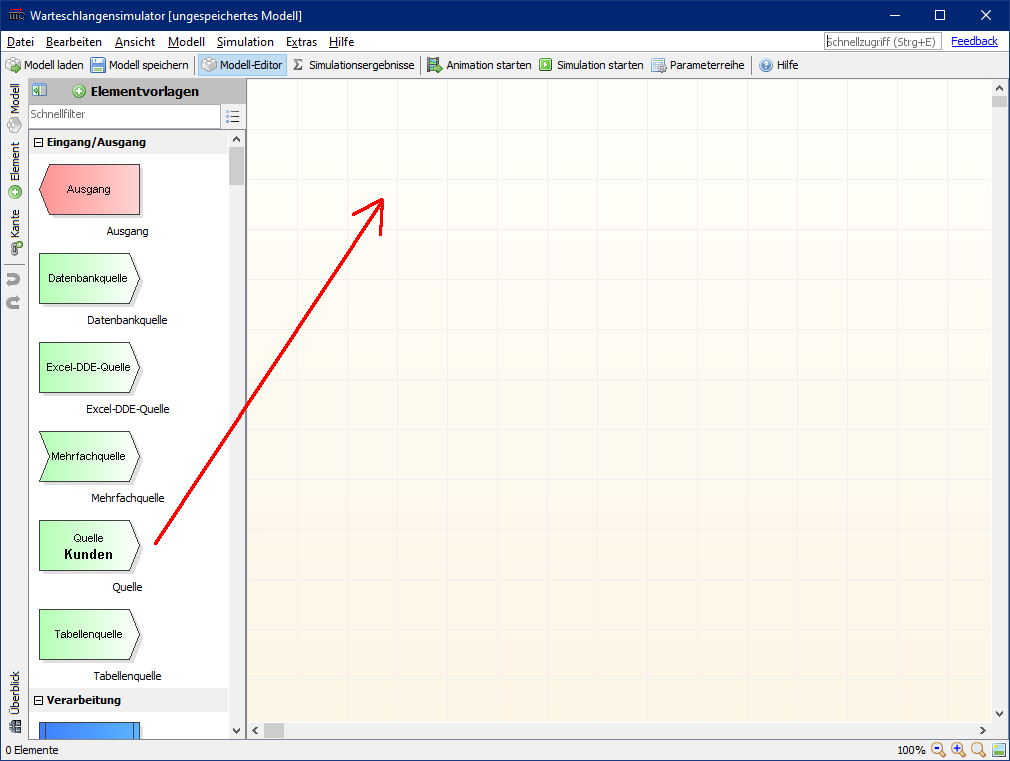 Warteschlangensimulator [ungespeichertes Modell]
Datei Bearbeiten Ansicht Modell Simulation Extras Hilfe Schnellzugriff (Strg+E) Feedback
Modell laden Modell speichern Modell-Editor Σ Simulationsergebnisse Animation starten Simulation starten Parameterreihe Hilfe
Modell
Element
Kante
Überblick
Elementvorlagen
Schnellfilter
Eingang/Ausgang
Ausgang
Ausgang
Datenbankquelle
Datenbankquelle
Excel-DDE-Quelle
Excel-DDE-Quelle
Mehrfachquelle
Mehrfachquelle
Quelle
Kunden
Quelle
Tabellenquelle
Tabellenquelle
Verarbeitung
0 Elemente 100%